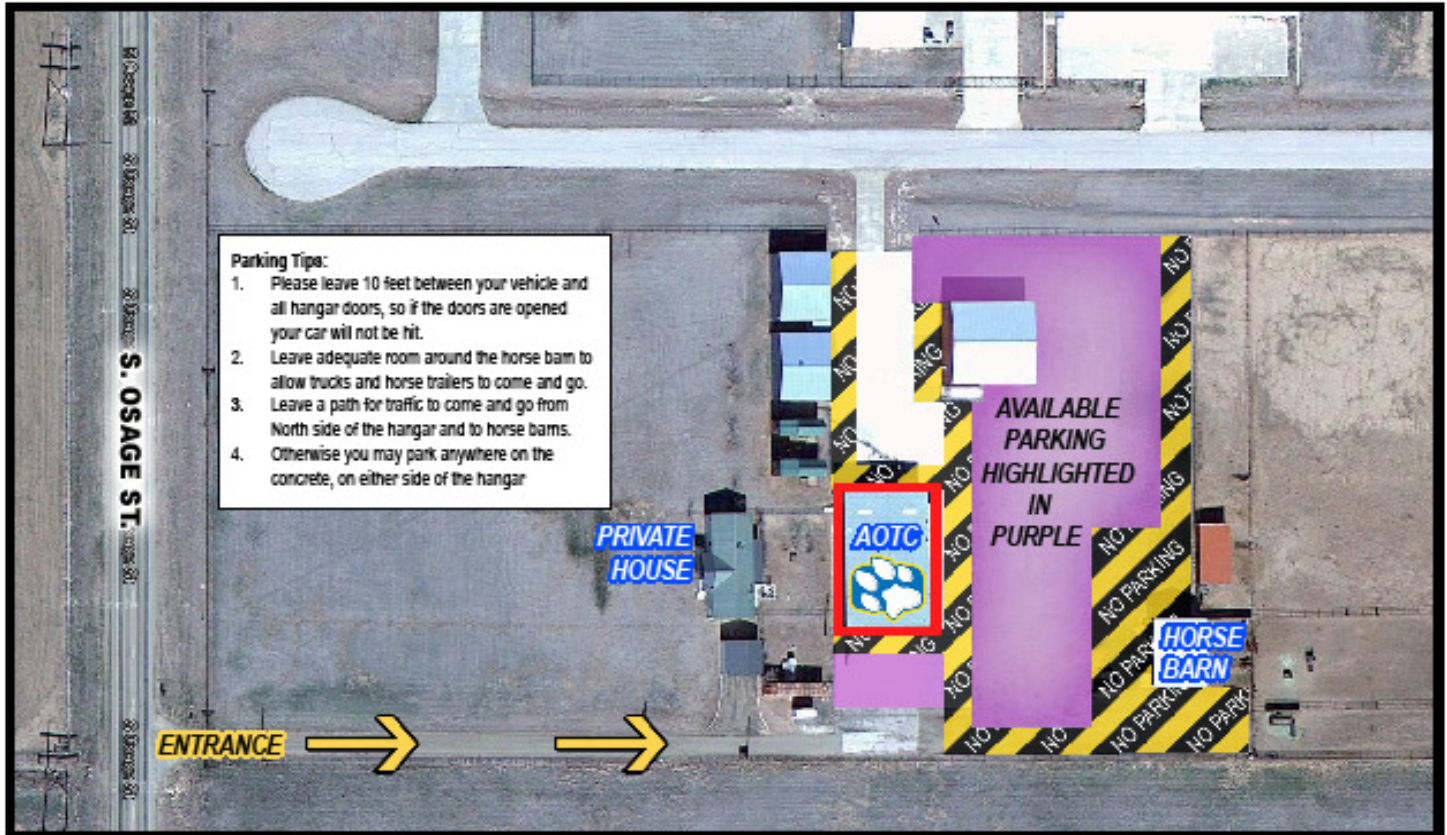 Parking Tips:
1. Please leave 10 feet between your vehicle and
all hangar doors, so if the doors are opened
your car will not be hit.
2. Leave adequate room around the horse barn to
allow trucks and horse trailers to come and go.
3. Leave a path for traffic to come and go from
North side of the hangar and to horse barns.
4. Otherwise you may park anywhere on the
concrete, on either side of the hangar
S. OSAGE ST.
AVAILABLE
PARKING
HIGHLIGHTED
IN
PURPLE
PRIVATE
HOUSE
AOTC
NO PARKING
NO PARKING
HORSE
BARN
NO PARKING
NO PARK
ENTRANCE